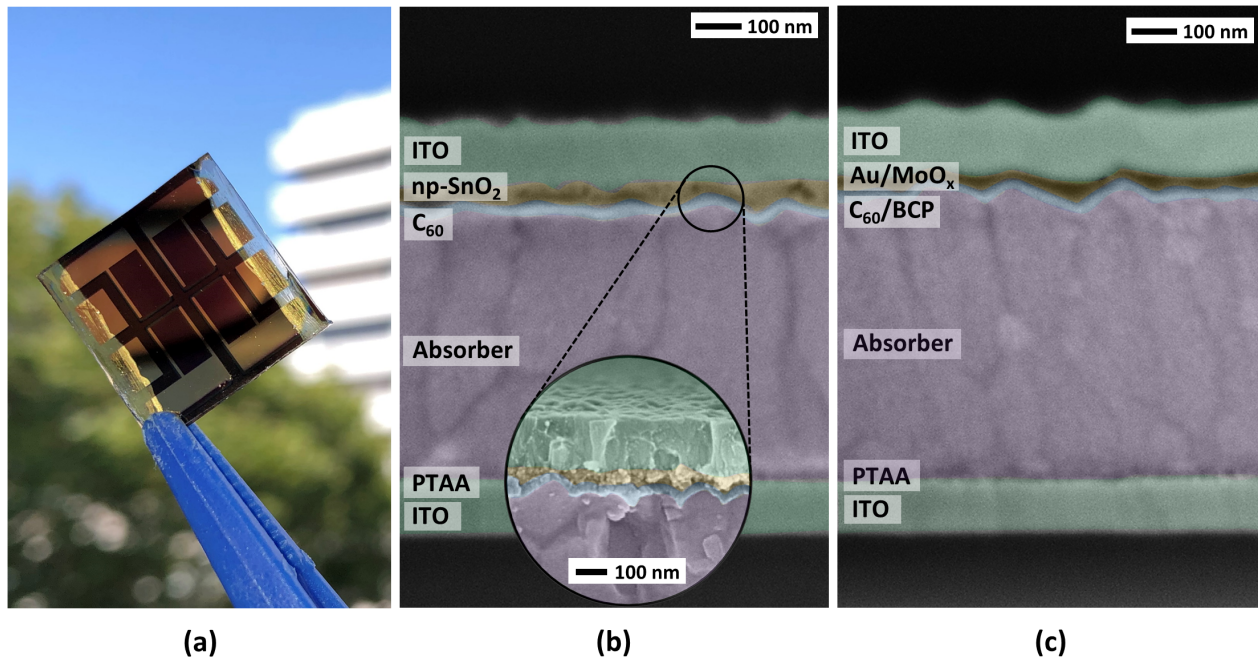 100 nm
ITO
np-SnO₂
C₆₀
Absorber
PTAA
ITO
100 nm
100 nm
ITO
Au/MoOₓ
C₆₀/BCP
Absorber
PTAA
ITO
(a)
(b)
(c)